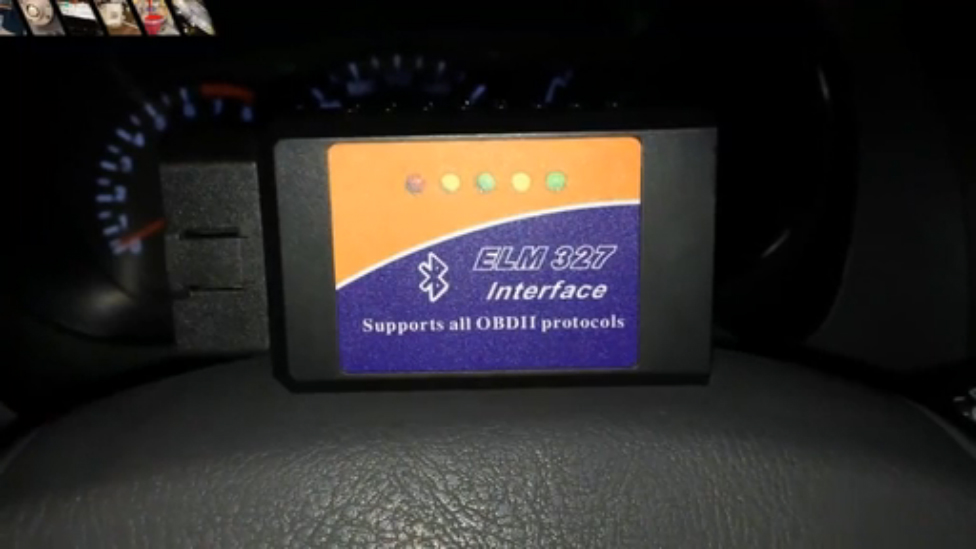 ELM 327
Interface
Supports all OBDII protocols